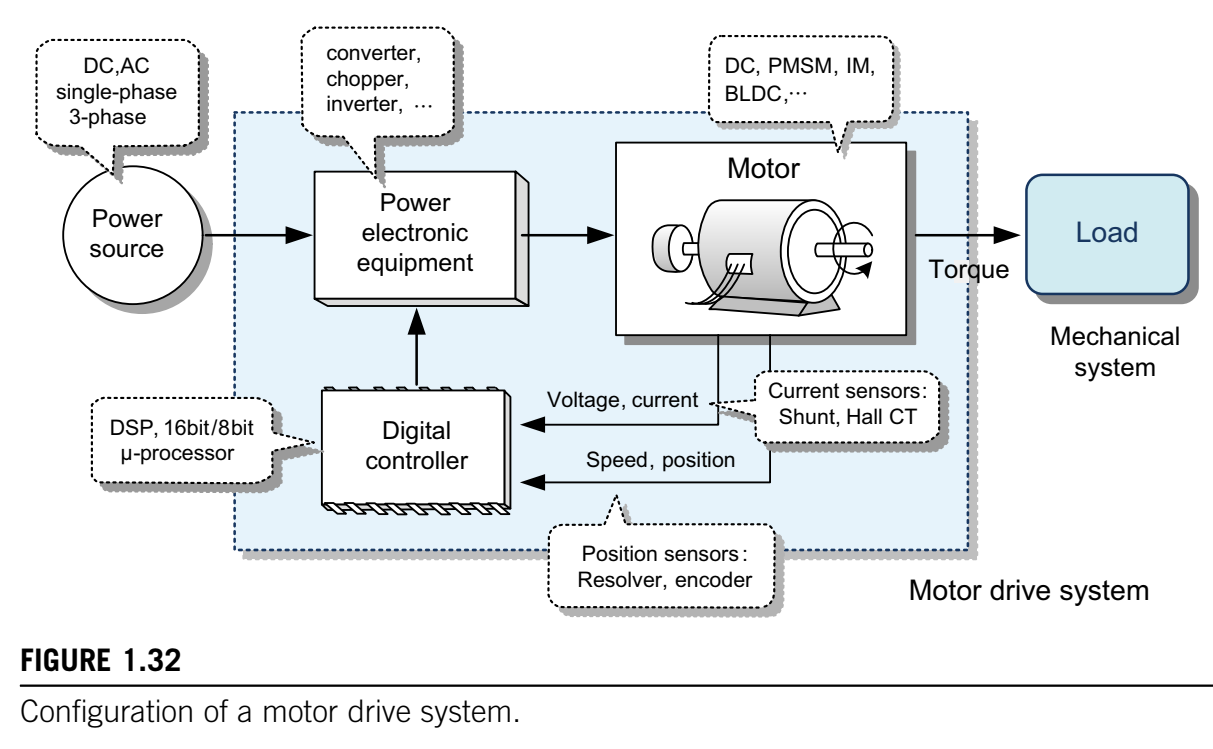 DC,AC
single-phase
3-phase
converter,
chopper,
inverter, ···
DC, PMSM, IM,
BLDC,···
Power
source
Power
electronic
equipment
Motor
Load
Torque
Mechanical
system
DSP, 16bit/8bit
μ-processor
Digital
controller
Voltage, current
Current sensors:
Shunt, Hall CT
Speed, position
Position sensors:
Resolver, encoder
Motor drive system
FIGURE 1.32
Configuration of a motor drive system.